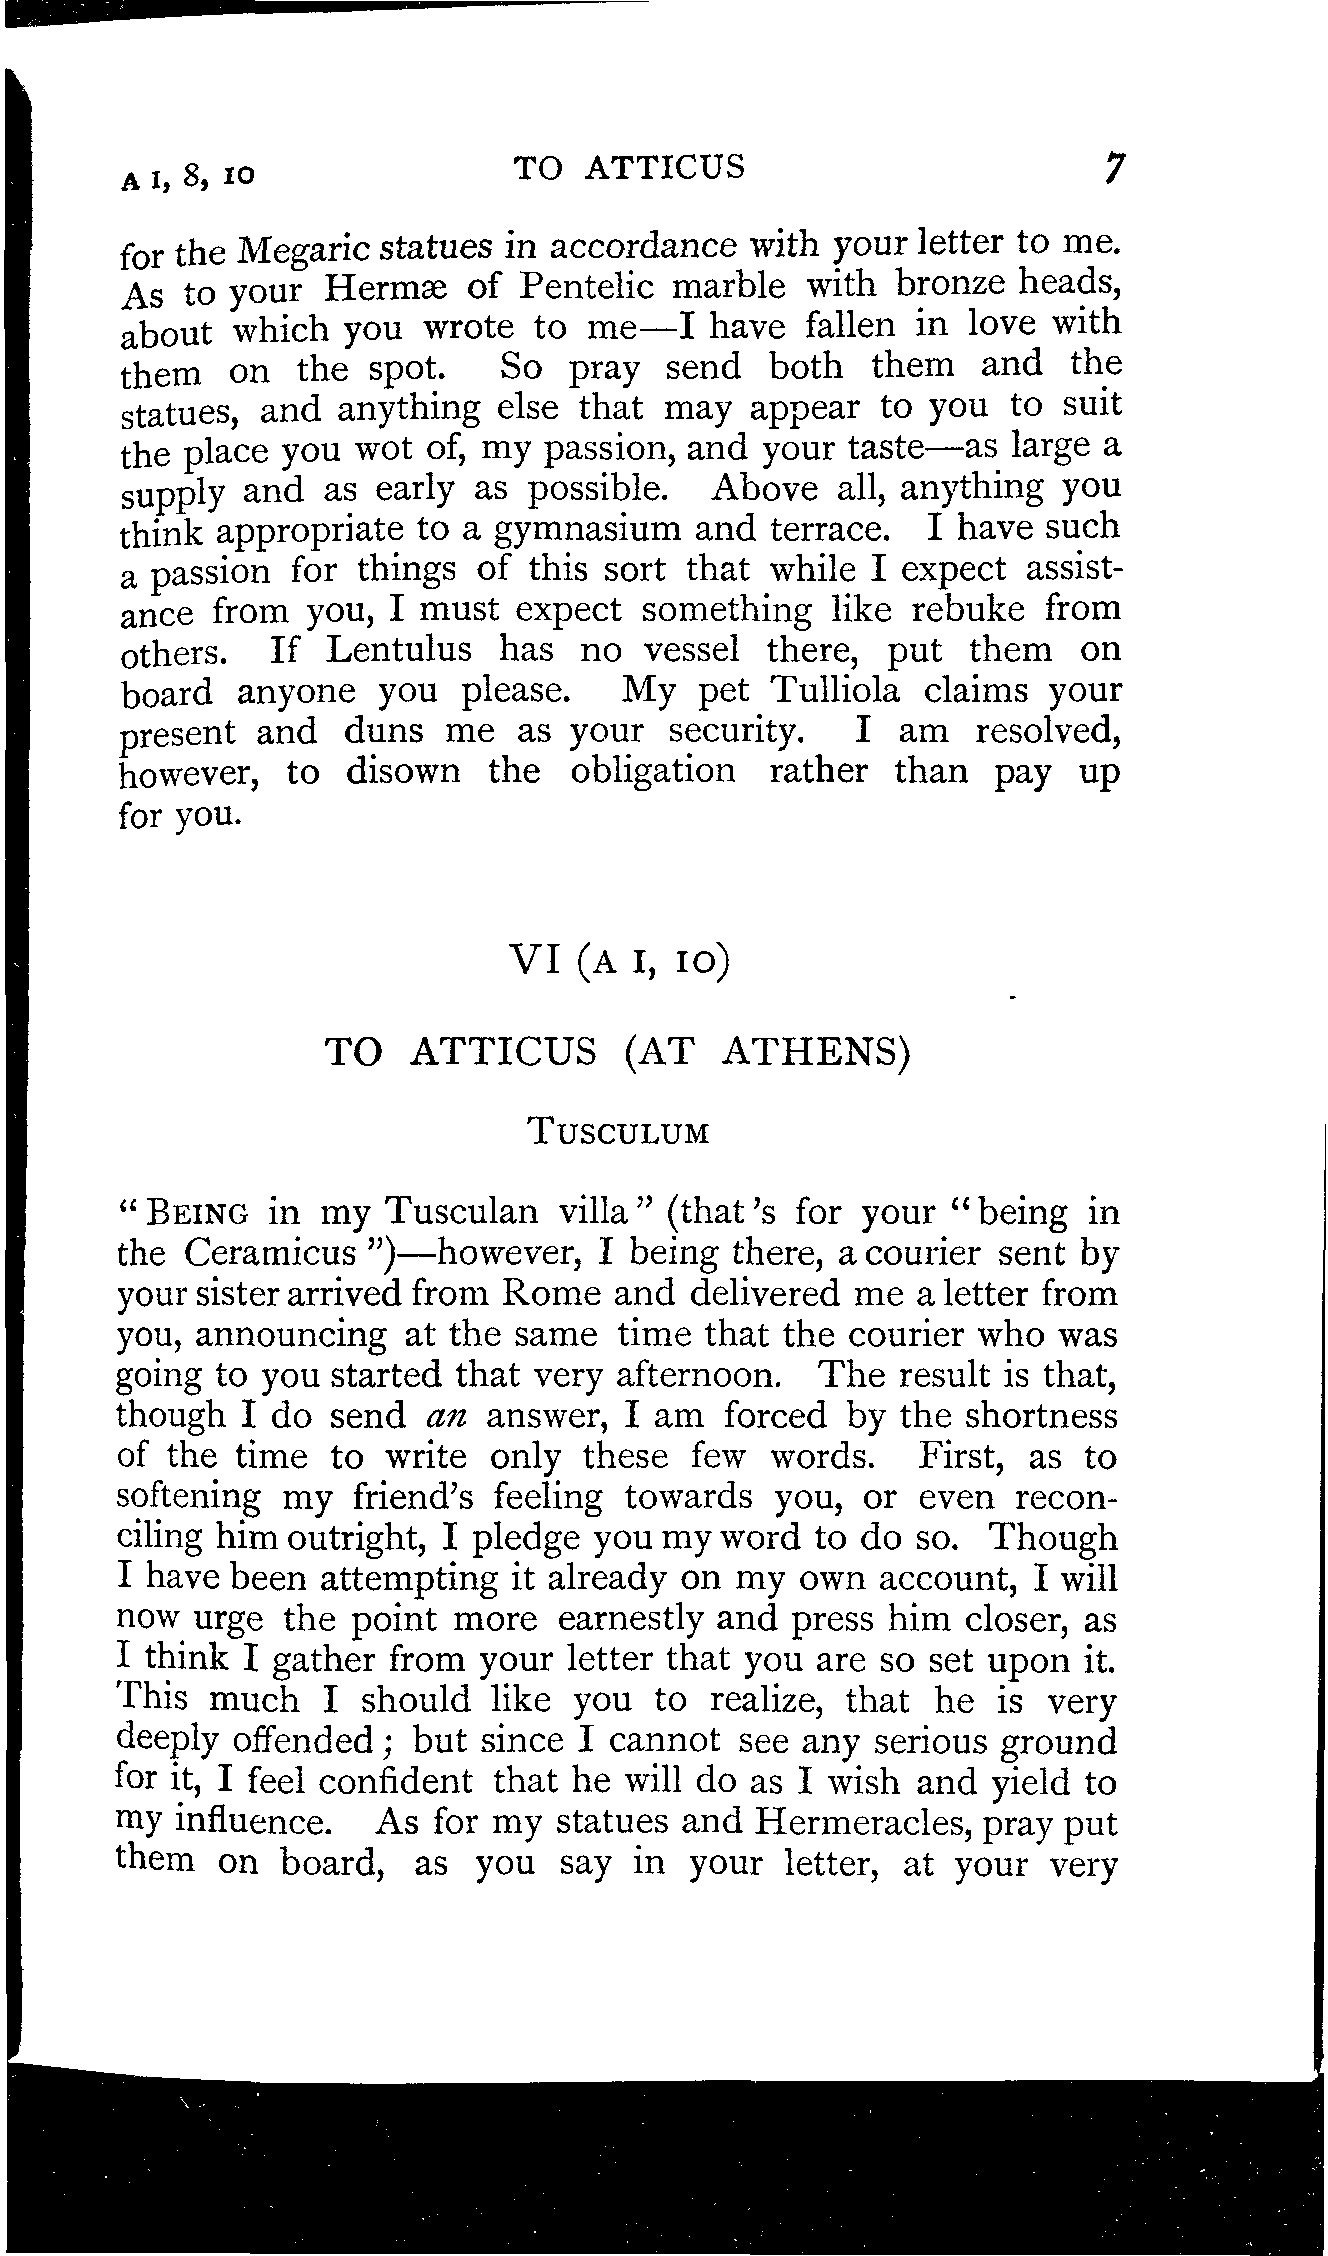 A I, 8, 10 TO ATTICUS 7
for the Megaric statues in accordance with your letter to me.
As to your Hermæ of Pentelic marble with bronze heads,
about which you wrote to me—I have fallen in love with
them on the spot. So pray send both them and the
statues, and anything else that may appear to you to suit
the place you wot of, my passion, and your taste—as large a
supply and as early as possible. Above all, anything you
think appropriate to a gymnasium and terrace. I have such
a passion for things of this sort that while I expect assist-
ance from you, I must expect something like rebuke from
others. If Lentulus has no vessel there, put them on
board anyone you please. My pet Tulliola claims your
present and duns me as your security. I am resolved,
however, to disown the obligation rather than pay up
for you.
VI (A I, 10)
TO ATTICUS (AT ATHENS)
TUSCULUM
“BEING in my Tusculan villa” (that’s for your “being in
the Ceramicus”)—however, I being there, a courier sent by
your sister arrived from Rome and delivered me a letter from
you, announcing at the same time that the courier who was
going to you started that very afternoon. The result is that,
though I do send an answer, I am forced by the shortness
of the time to write only these few words. First, as to
softening my friend’s feeling towards you, or even recon-
ciling him outright, I pledge you my word to do so. Though
I have been attempting it already on my own account, I will
now urge the point more earnestly and press him closer, as
I think I gather from your letter that you are so set upon it.
This much I should like you to realize, that he is very
deeply offended; but since I cannot see any serious ground
for it, I feel confident that he will do as I wish and yield to
my influence. As for my statues and Hermeracles, pray put
them on board, as you say in your letter, at your very